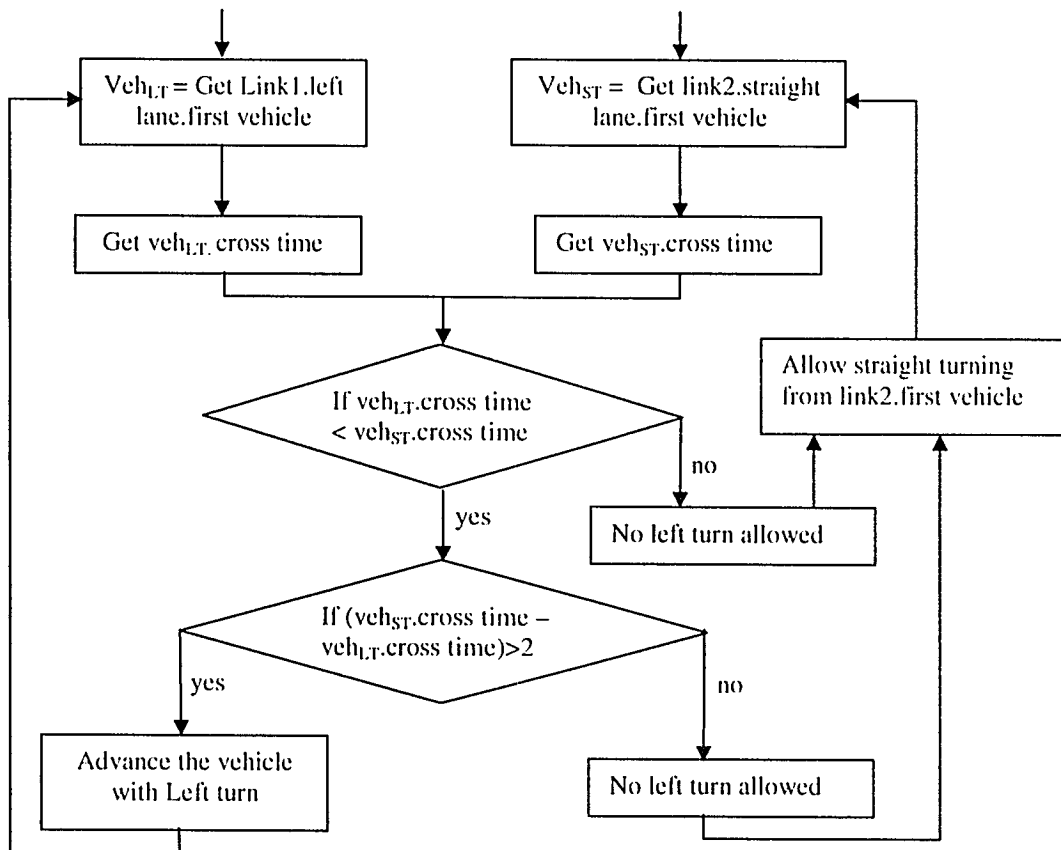 Veh_LT = Get Link1.left
lane.first vehicle
Veh_ST = Get link2.straight
lane.first vehicle
Get veh_LT. cross time
Get veh_ST.cross time
If veh_LT.cross time
< veh_ST.cross time
Allow straight turning
from link2.first vehicle
no
yes
No left turn allowed
If (veh_ST.cross time –
veh_LT.cross time)>2
yes
no
Advance the vehicle
with Left turn
No left turn allowed